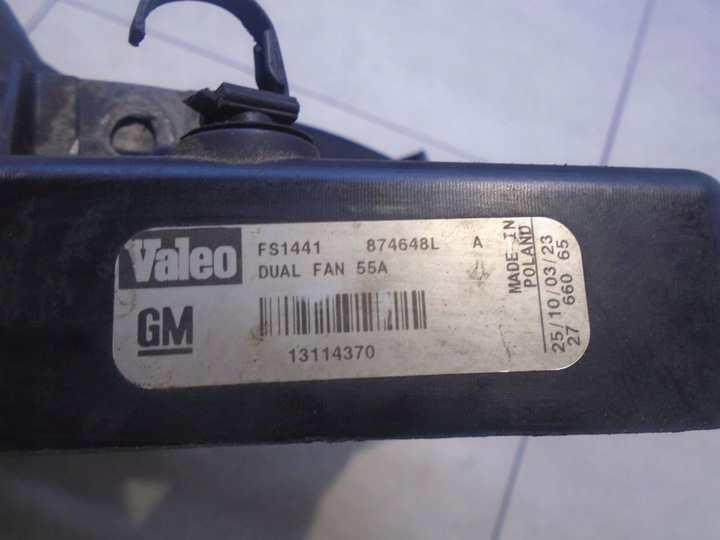 Valeo
FS1441 874648L A
DUAL FAN 55A
GM
13114370
MADE IN
POLAND
25/10/03/23
27 660 65